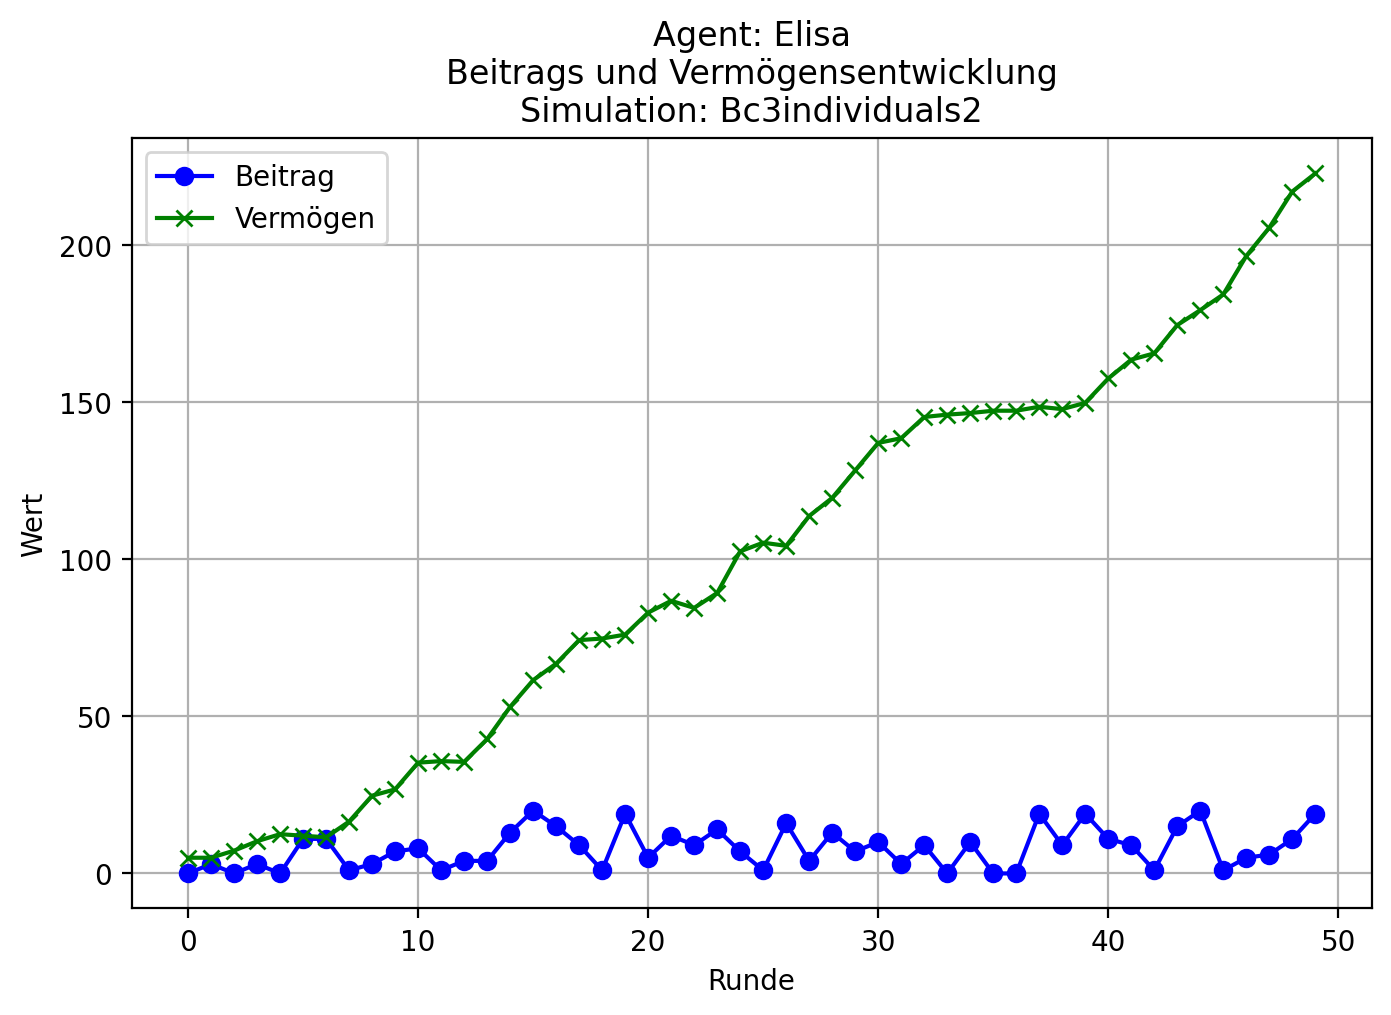 Agent: Elisa
Beitrags und Vermögensentwicklung
Simulation: Bc3individuals2
Beitrag
Vermögen
200
150
100
50
0
Wert
0 10 20 30 40 50
Runde